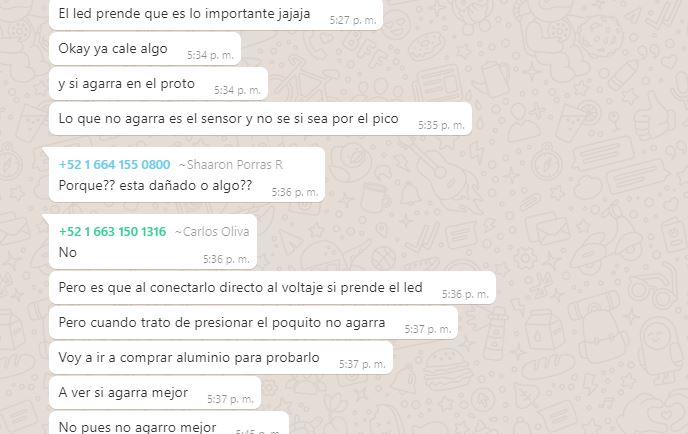 El led prende que es lo importante jajaja 5:27 p. m.
Okay ya cale algo 5:34 p. m.
y si agarra en el proto 5:34 p. m.
Lo que no agarra es el sensor y no se si sea por el pico 5:35 p. m.
+52 1 664 155 0800 ~Shaaron Porras R
Porque?? esta dañado o algo?? 5:36 p. m.
+52 1 663 150 1316 ~Carlos Oliva
No 5:36 p. m.
Pero es que al conectarlo directo al voltaje si prende el led 5:36 p. m.
Pero cuando trato de presionar el poquito no agarra 5:37 p. m.
Voy a ir a comprar aluminio para probarlo 5:37 p. m.
A ver si agarra mejor 5:37 p. m.
No pues no agarro mejor 5:45 p. m.